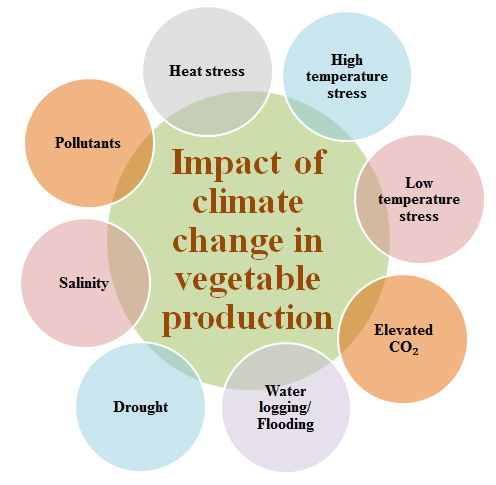 Impact of
climate
change in
vegetable
production
Heat stress
High
temperature
stress
Low
temperature
stress
Elevated
CO₂
Water
logging/
Flooding
Drought
Salinity
Pollutants